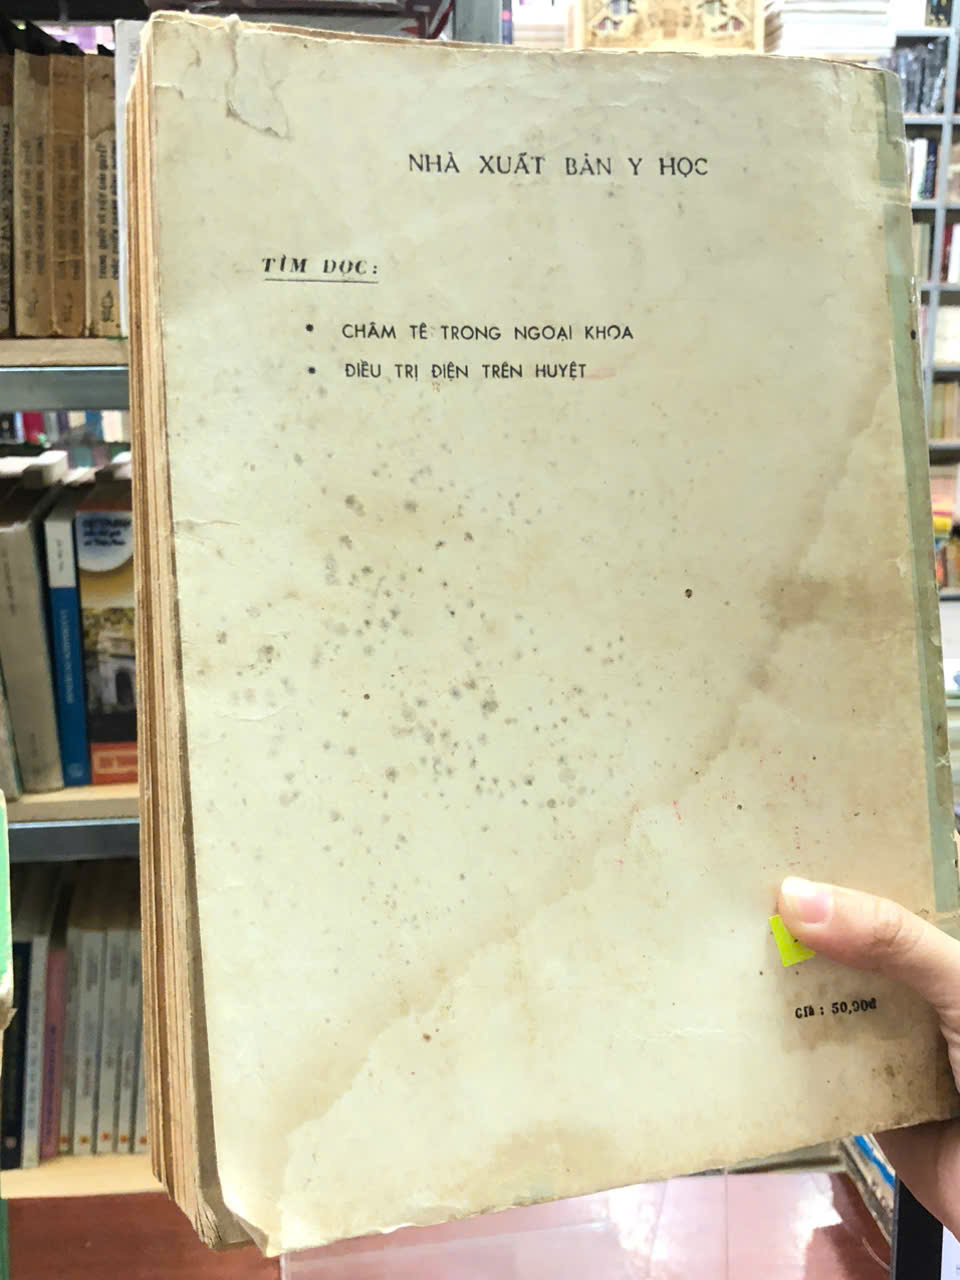 NHÀ XUẤT BẢN Y HỌC
TÌM ĐỌC:
* CHÂM TÊ TRONG NGOẠI KHOA
* ĐIỀU TRỊ ĐIỆN TRÊN HUYỆT
Giá : 50,00đ